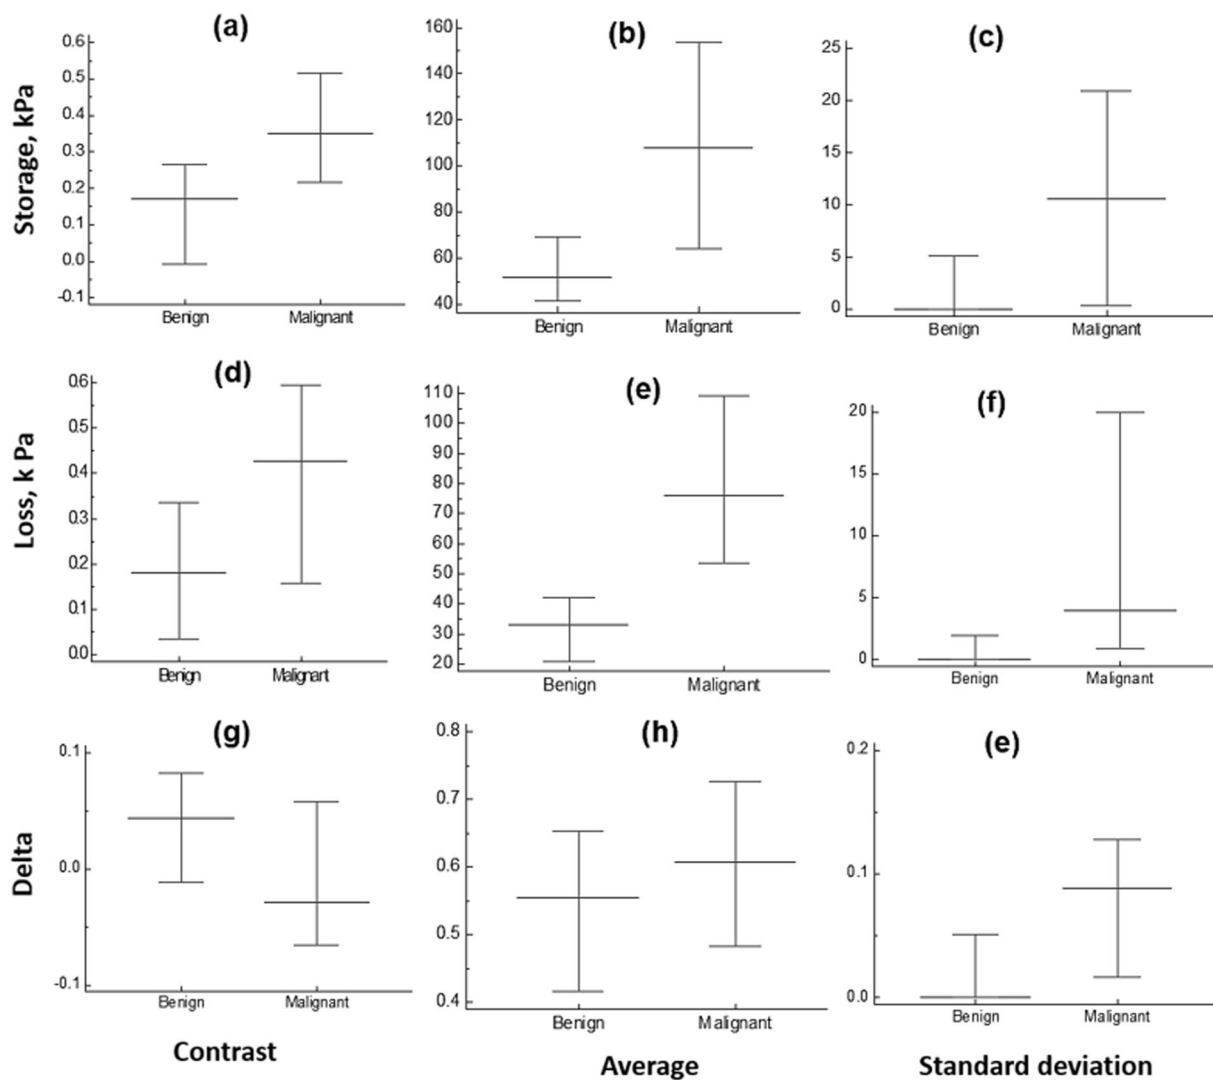 (a)
Storage, kPa
0.6
0.5
0.4
0.3
0.2
0.1
0.0
-0.1
Benign Malignant
(b)
160
140
120
100
80
60
40
Benign Malignant
(c)
25
20
15
10
5
0
Benign Malignant
(d)
Loss, k Pa
0.6
0.5
0.4
0.3
0.2
0.1
0.0
Benign Malignant
(e)
110
100
90
80
70
60
50
40
30
20
Benign Malignant
(f)
20
15
10
5
0
Benign Malignant
(g)
Delta
0.1
0.0
-0.1
Benign Malignant
(h)
0.8
0.7
0.6
0.5
0.4
Benign Malignant
(e)
0.2
0.1
0.0
Benign Malignant
Contrast
Average
Standard deviation